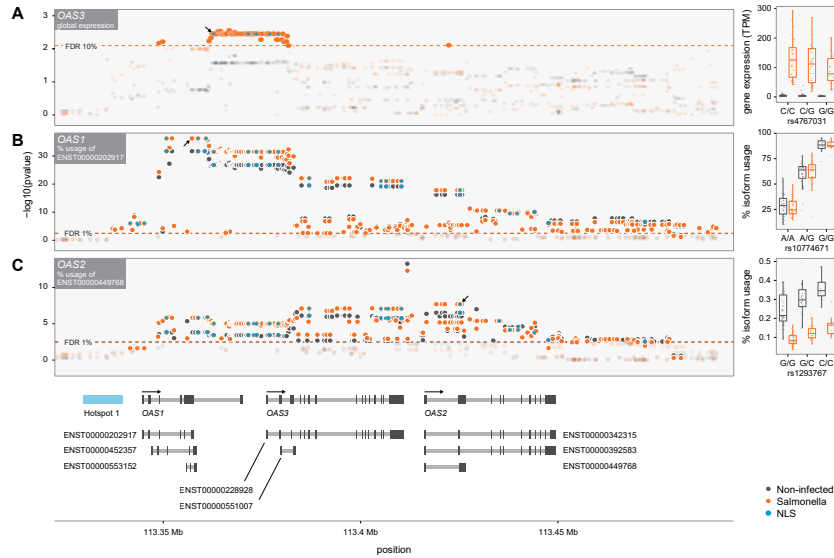 A
OAS3
global expression
FDR 10%
3
2
1
0
gene expression (TPM)
300
200
100
0
C/C C/G G/G
rs4767031
B
OAS1
% usage of
ENST00000202917
−log10(pvalue)
30
20
10
0
FDR 1%
% isoform usage
100
75
50
25
A/A A/G G/G
rs10774671
C
OAS2
% usage of
ENST00000449768
10
5
0
FDR 1%
% isoform usage
0.5
0.4
0.3
0.2
0.1
G/G G/C C/C
rs1293767
Hotspot 1
OAS1
OAS3
OAS2
ENST00000202917
ENST00000452357
ENST00000553152
ENST00000228928
ENST00000551007
ENST00000342315
ENST00000392583
ENST00000449768
Non-infected
Salmonella
NLS
113.35 Mb
113.4 Mb
113.45 Mb
position